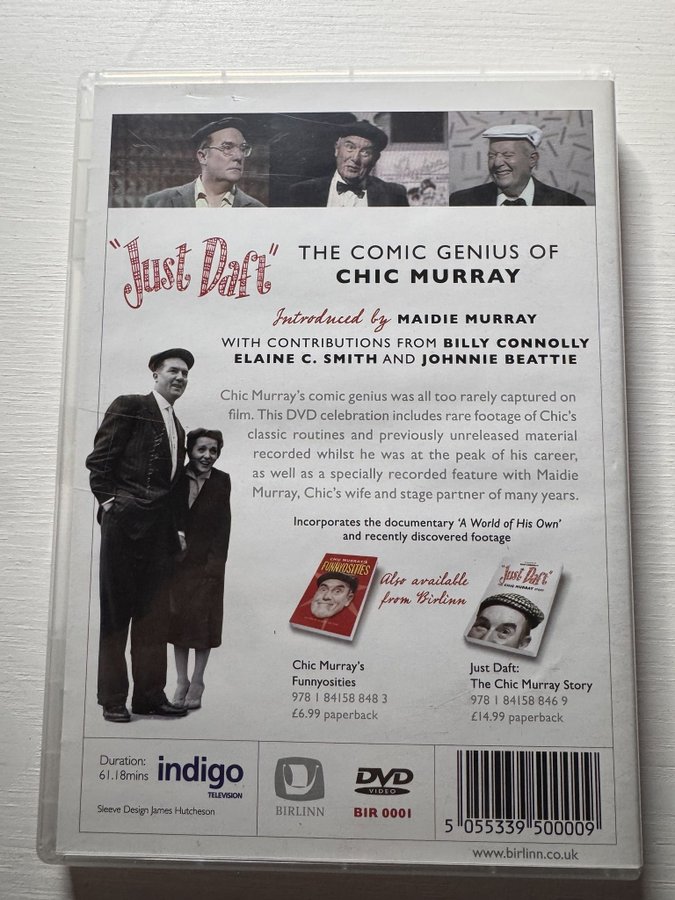 "Just Daft"
THE COMIC GENIUS OF
CHIC MURRAY
Introduced by MAIDIE MURRAY
WITH CONTRIBUTIONS FROM BILLY CONNOLLY
ELAINE C. SMITH AND JOHNNIE BEATTIE
Chic Murray's comic genius was all too rarely captured on
film. This DVD celebration includes rare footage of Chic's
classic routines and previously unreleased material
recorded whilst he was at the peak of his career,
as well as a specially recorded feature with Maidie
Murray, Chic's wife and stage partner of many years.
Incorporates the documentary 'A World of His Own'
and recently discovered footage
CHIC MURRAY'S
FUNNYOSITIES
Also available
from Birlinn
"Just Daft"
Chic Murray's
Funnyosities
978 1 84158 848 3
£6.99 paperback
Just Daft:
The Chic Murray Story
978 1 84158 846 9
£14.99 paperback
Duration:
61.18mins
indigo
TELEVISION
Sleeve Design James Hutcheson
BIRLINN
DVD
VIDEO
BIR 0001
5 055339 500009
www.birlinn.co.uk